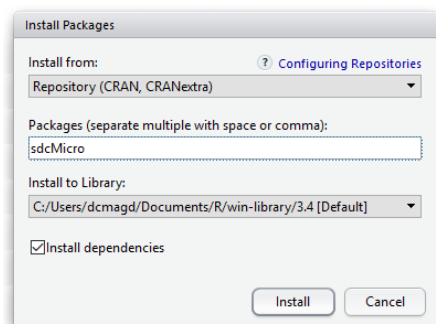 Install Packages
Install from:
? Configuring Repositories
Repository (CRAN, CRANextra)
Packages (separate multiple with space or comma):
sdcMicro
Install to Library:
C:/Users/dcmagd/Documents/R/win-library/3.4 [Default]
Install dependencies
Install
Cancel